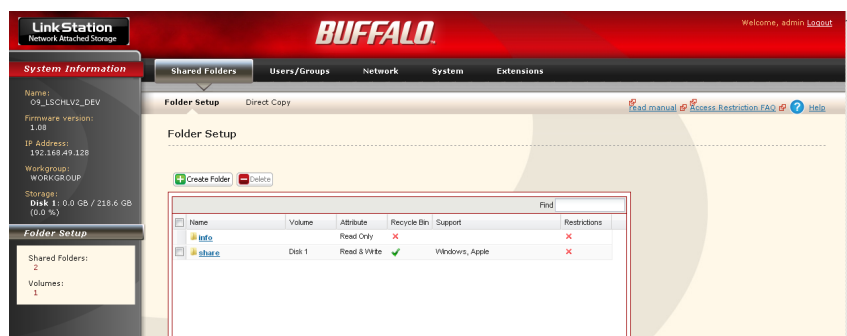 LinkStation
Network Attached Storage
BUFFALO
Welcome, admin Logout
System Information
Shared Folders Users/Groups Network System Extensions
Name:
O9_LSCHLV2_DEV
Firmware version:
1.08
IP Address:
192.168.49.128
Workgroup:
WORKGROUP
Storage:
Disk 1: 0.0 GB / 218.6 GB
(0.0 %)
Folder Setup
Shared Folders:
2
Volumes:
1
Folder Setup Direct Copy
Read manual Access Restriction FAQ Help
Folder Setup
Create Folder Delete
Find
Name Volume Attribute Recycle Bin Support Restrictions
info Read Only
share Disk 1 Read & Write Windows, Apple